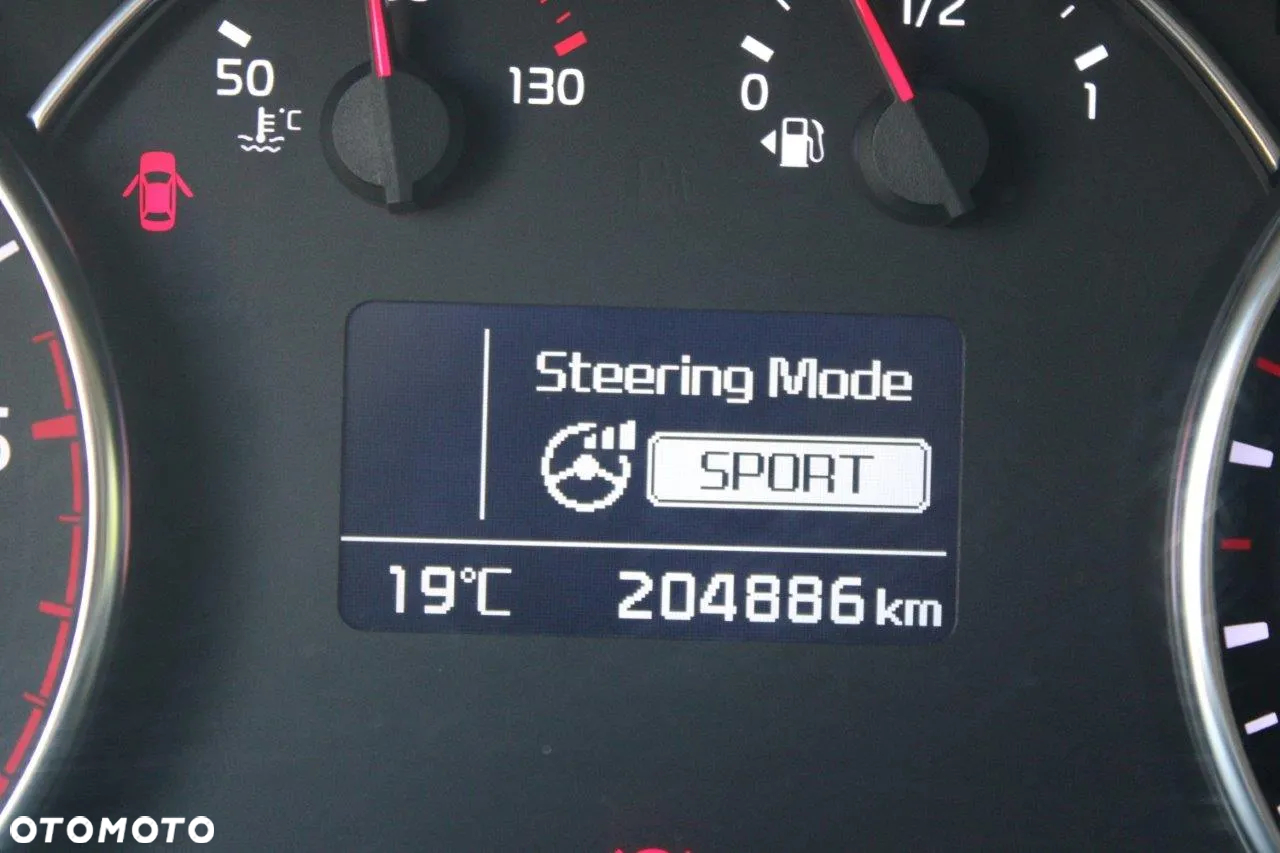 1/2
50
130
0
1
°C
Steering Mode
SPORT
19°C
204886 km
OTOMOTO